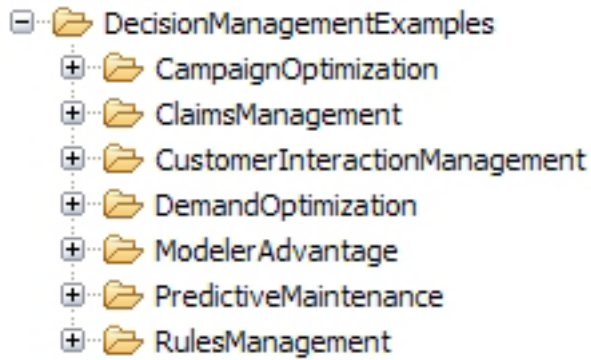 DecisionManagementExamples
CampaignOptimization
ClaimsManagement
CustomerInteractionManagement
DemandOptimization
ModelerAdvantage
PredictiveMaintenance
RulesManagement